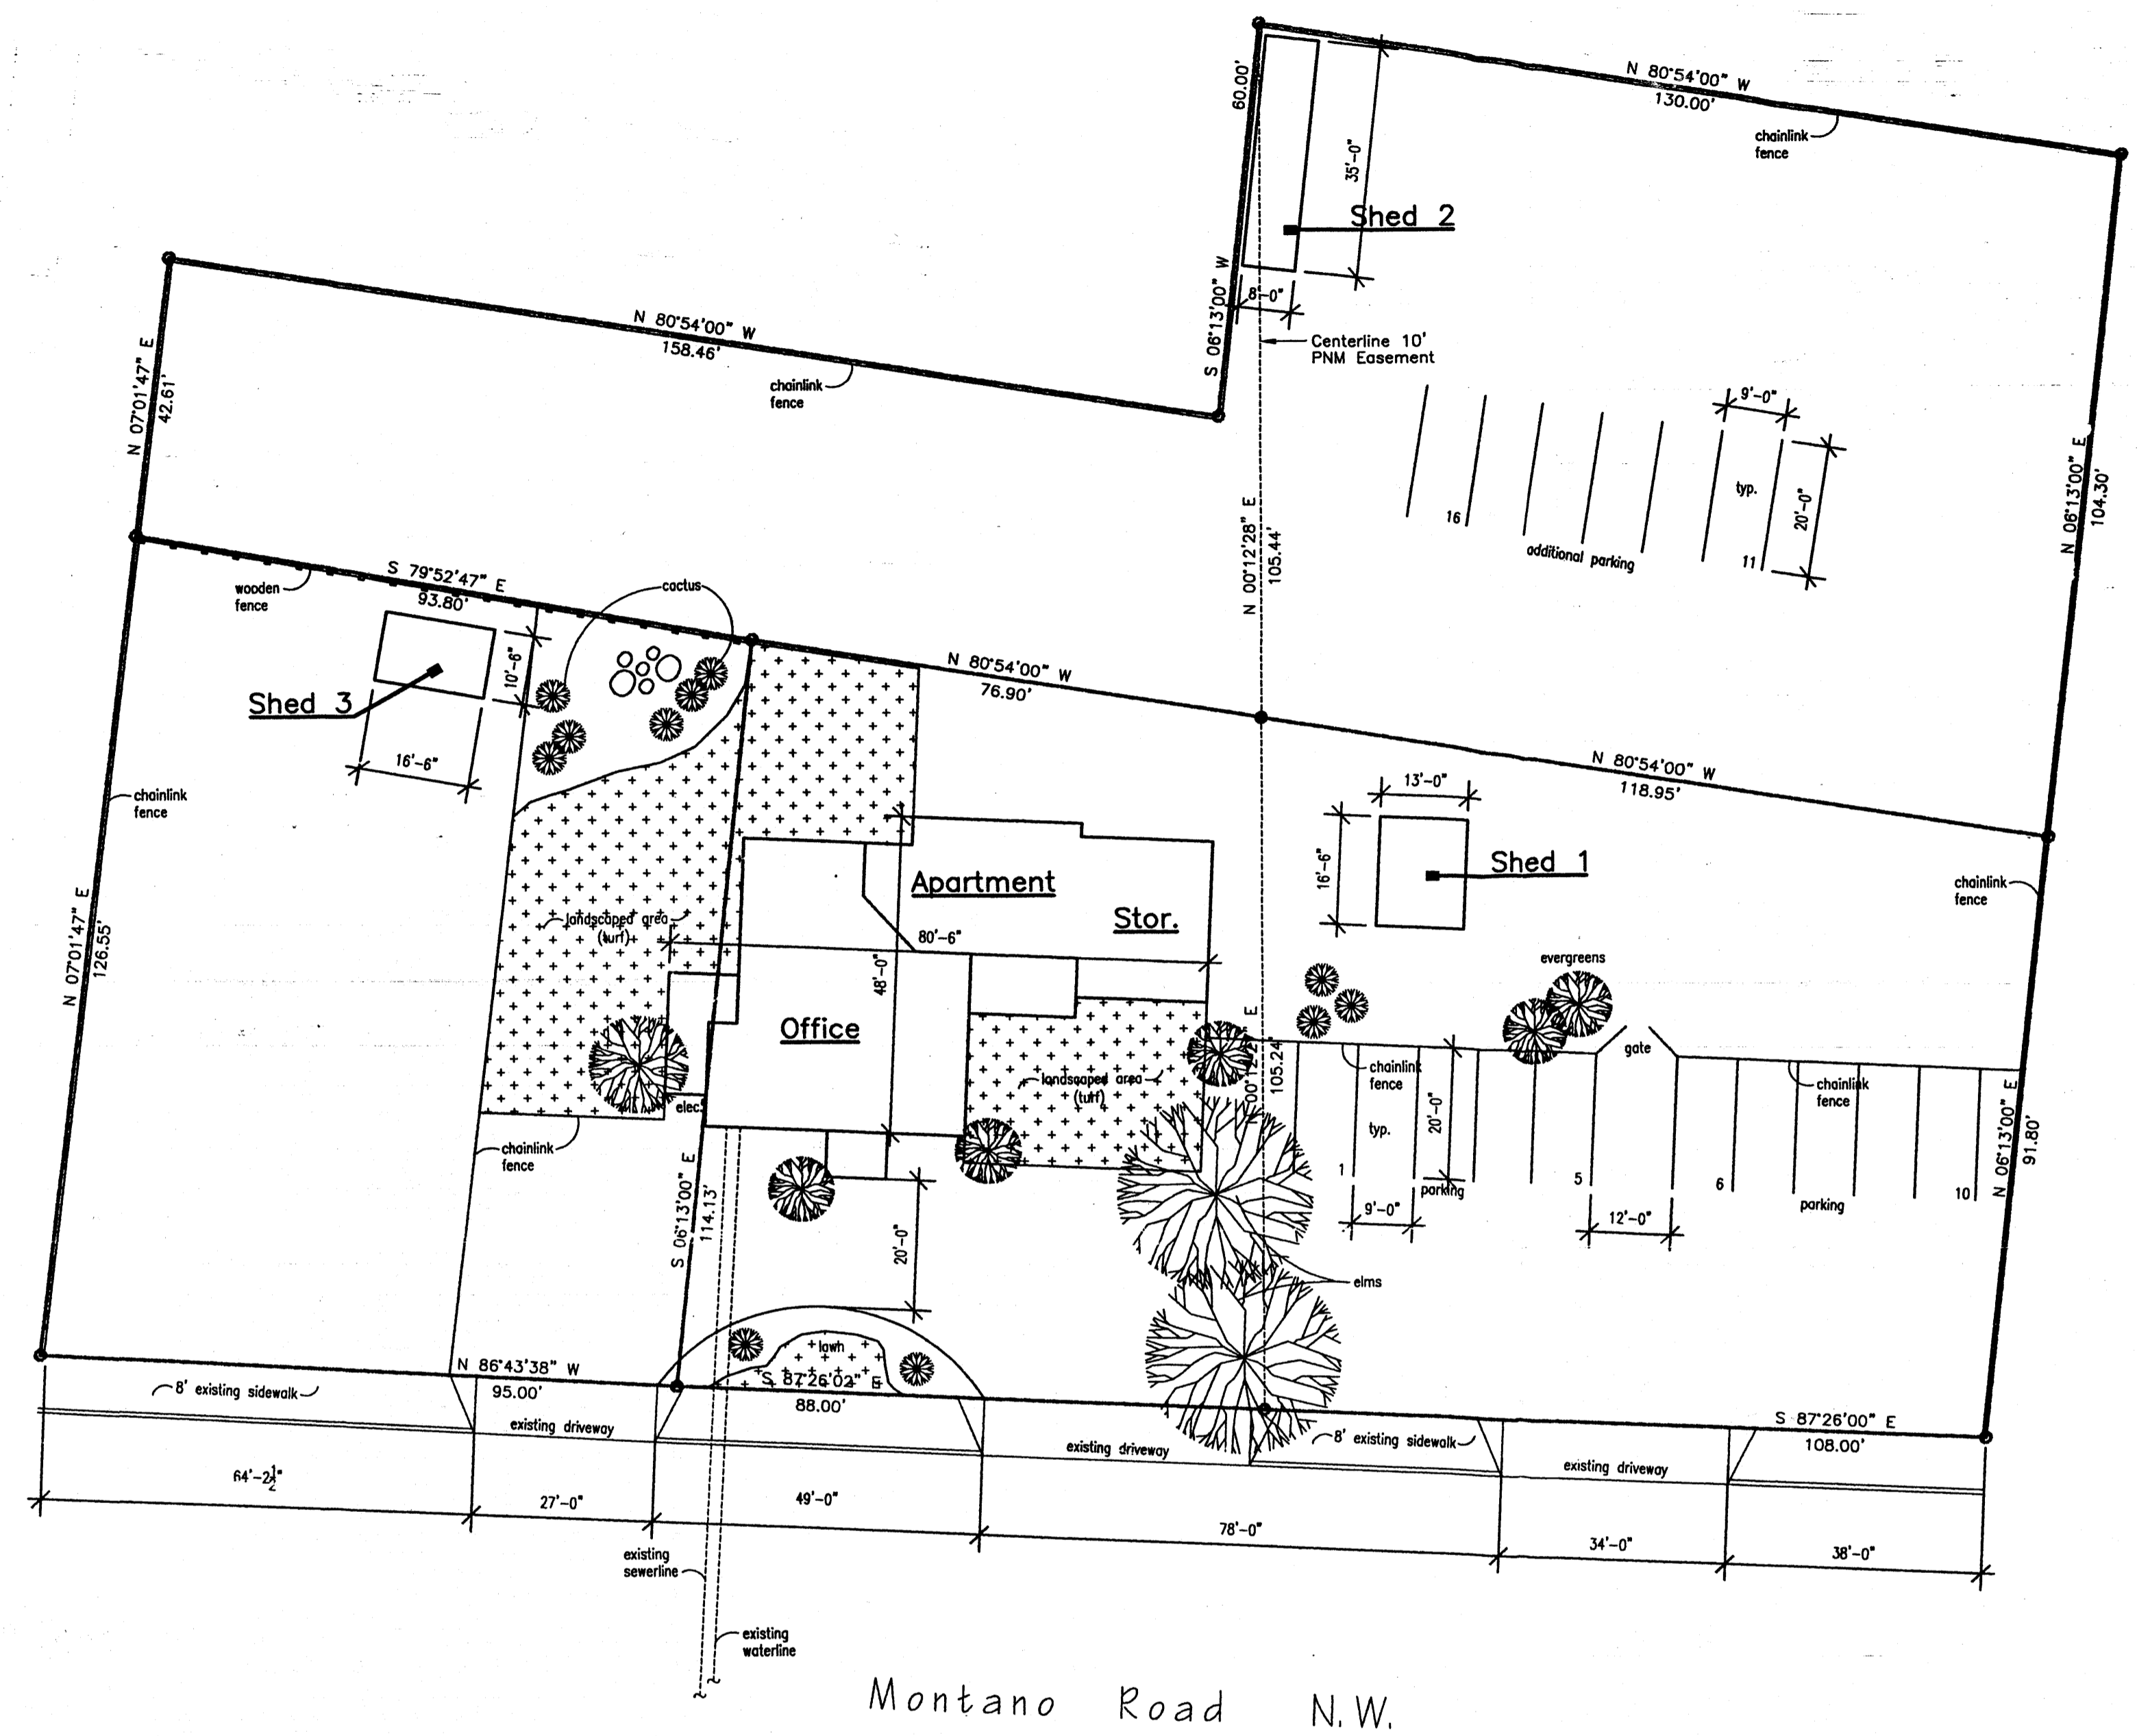 N 80°54'00" W
130.00'
chainlink
fence
60.00'
S 06°13'00" W
35'-0"
Shed 2
8'-0"
Centerline 10'
PNM Easement
N 80°54'00" W
158.46'
chainlink
fence
N 07°01'47" E
42.61'
9'-0"
typ.
20'-0"
16
11
additional parking
N 06°13'00" E
104.30'
N 00°12'28" E
105.44'
S 79°52'47" E
93.80'
wooden
fence
cactus
10'-6"
Shed 3
16'-6"
N 80°54'00" W
76.90'
N 80°54'00" W
118.95'
chainlink
fence
N 07°01'47" E
126.55'
13'-0"
16'-6"
Shed 1
chainlink
fence
Apartment
Stor.
landscaped area
(turf)
80'-6"
48'-0"
Office
evergreens
gate
105.24'
chainlink
fence
chainlink
fence
landscaped area
(turf)
elec.
typ.
20'-0"
1
parking
9'-0"
5
12'-0"
6
parking
10
N 06°13'00" E
91.80'
chainlink
fence
S 06°13'00" E
114.13'
20'-0"
elms
lawn
N 86°43'38" W
95.00'
S 87°26'02" E
88.00'
S 87°26'00" E
108.00'
8' existing sidewalk
existing driveway
existing driveway
8' existing sidewalk
existing driveway
64'-2½"
27'-0"
49'-0"
78'-0"
34'-0"
38'-0"
existing
sewerline
existing
waterline
Montano Road N.W.